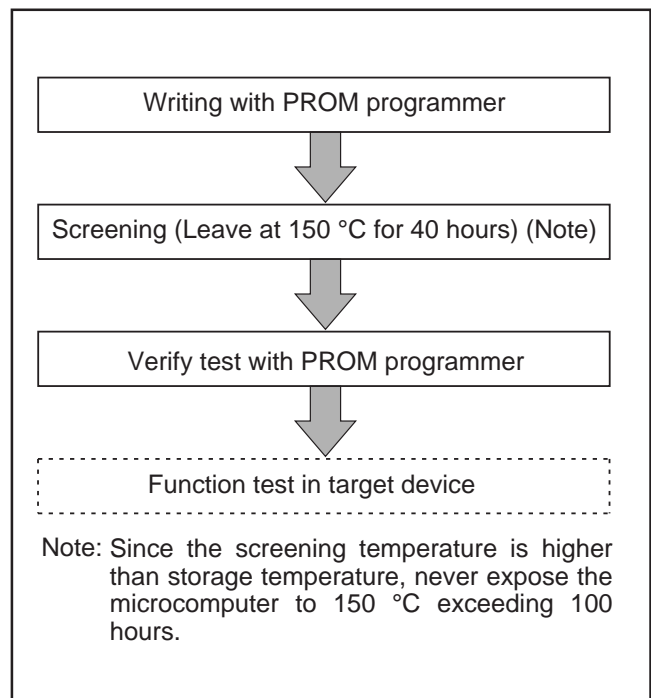 Writing with PROM programmer
Screening (Leave at 150 °C for 40 hours) (Note)
Verify test with PROM programmer
Function test in target device
Note: Since the screening temperature is higher
than storage temperature, never expose the
microcomputer to 150 °C exceeding 100
hours.